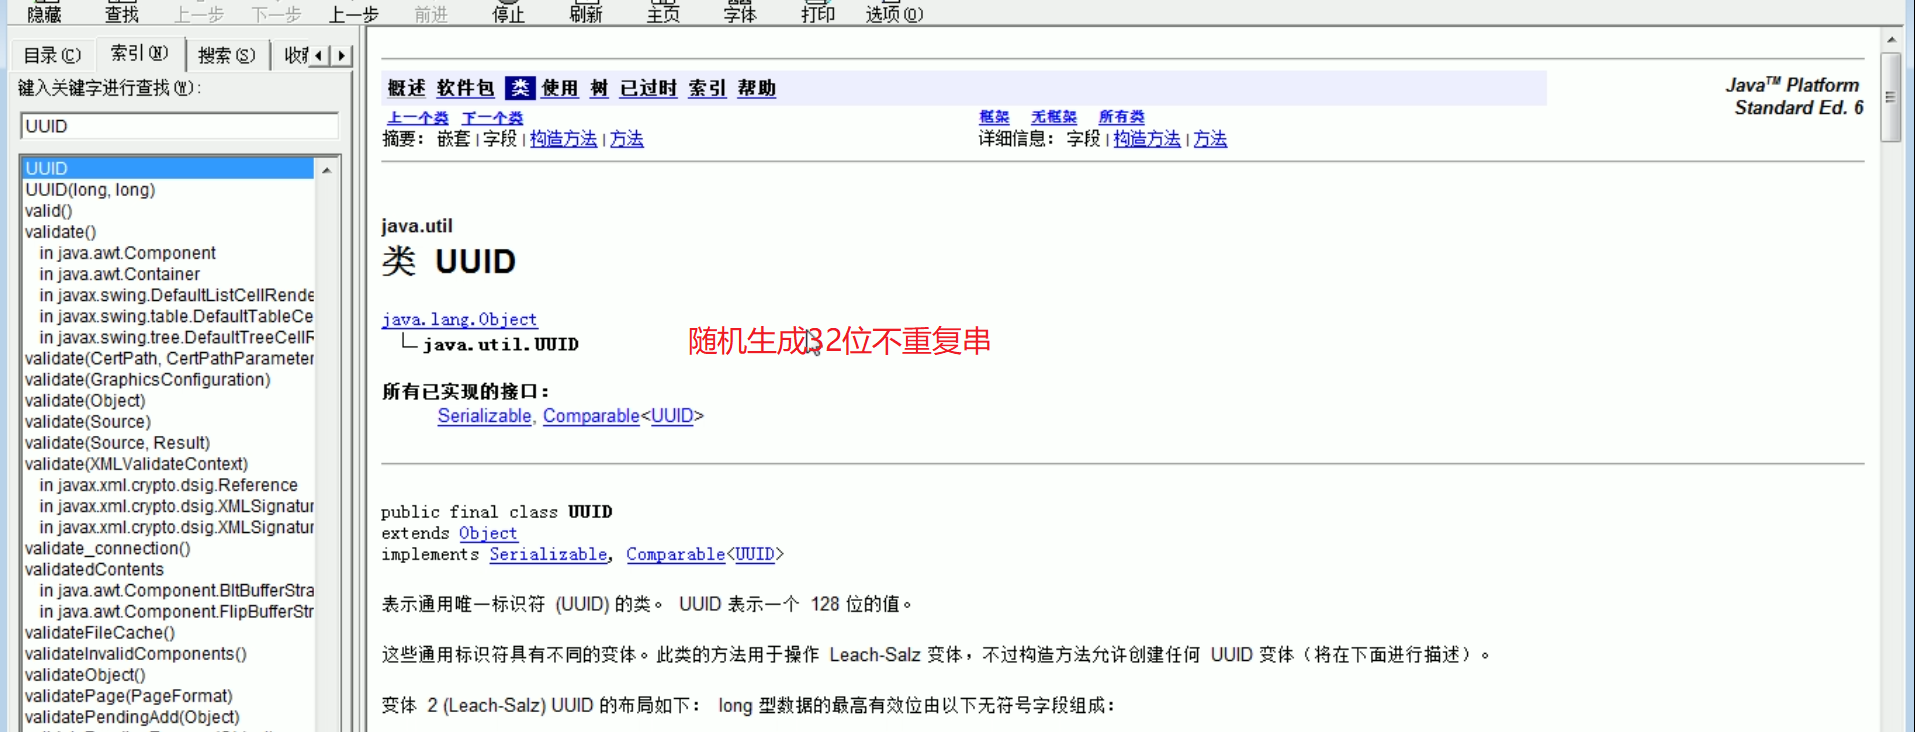 隐藏 查找 上一步 下一步 上一步 前进 停止 刷新 主页 字体 打印 选项(O)
目录(C) 索引(N) 搜索(S)
键入关键字进行查找(W):
UUID
UUID
UUID(long, long)
valid()
validate()
in java.awt.Component
in java.awt.Container
in javax.swing.DefaultListCellRende
in javax.swing.table.DefaultTableCe
in javax.swing.tree.DefaultTreeCellR
validate(CertPath, CertPathParameter
validate(GraphicsConfiguration)
validate(Object)
validate(Source)
validate(Source, Result)
validate(XMLValidateContext)
in javax.xml.crypto.dsig.Reference
in javax.xml.crypto.dsig.XMLSignatur
in javax.xml.crypto.dsig.XMLSignatur
validate_connection()
validatedContents
in java.awt.Component.BltBufferStra
in java.awt.Component.FlipBufferStr
validateFileCache()
validateInvalidComponents()
validateObject()
validatePage(PageFormat)
validatePendingAdd(Object)
概述 软件包 类 使用 树 已过时 索引 帮助
Java™ Platform
Standard Ed. 6
上一个类 下一个类 框架 无框架 所有类
摘要: 嵌套 | 字段 | 构造方法 | 方法 详细信息: 字段 | 构造方法 | 方法
java.util
类 UUID
java.lang.Object
java.util.UUID
随机生成32位不重复串
所有已实现的接口:
Serializable, Comparable<UUID>
public final class UUID
extends Object
implements Serializable, Comparable<UUID>
表示通用唯一标识符 (UUID) 的类。 UUID 表示一个 128 位的值。
这些通用标识符具有不同的变体。此类的方法用于操作 Leach-Salz 变体，不过构造方法允许创建任何 UUID 变体（将在下面进行描述）。
变体 2 (Leach-Salz) UUID 的布局如下: long 型数据的最高有效位由以下无符号字段组成: